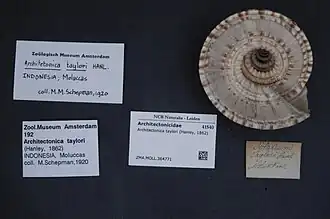 Zoölogisch Museum Amsterdam
Architectonica taylori HANL.
INDONESIA; Moluccas
coll. M.M.Schepman, 1920
Zool.Museum Amsterdam
192
Architectonica taylori
(Hanley, 1862)
INDONESIA, Moluccas
coll. M.M.Schepman,1920
NCB Naturalis - Leiden
Architectonicidae
41540
Architectonica taylori (Hanley, 1862)
ZMA.MOLL.364771